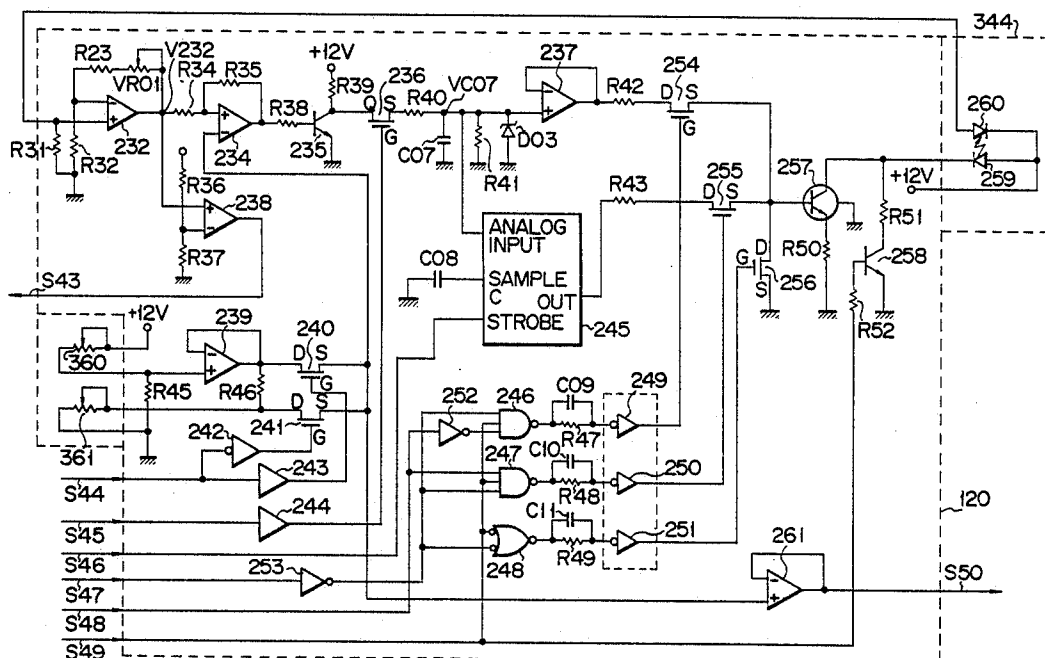 344
R23
VR01
V232
R34
R35
+12V
R39
236
R40
VC07
237
R42
254
D S
O S
G
R38
235
R31
R32
232
234
C07
R41
D03
G
260
259
+12V
R36
238
R37
R43
255
D S
G
257
R51
R50
258
R52
G D
S
256
ANALOG INPUT
SAMPLE C
OUT
STROBE
C08
245
S43
+12V
360
R45
239
240
D S
G
R46
361
D S
241
G
242
243
244
252
246
C09
249
R47
247
C10
R48
250
C11
R49
248
251
253
261
120
S44
S45
S46
S47
S48
S49
S50